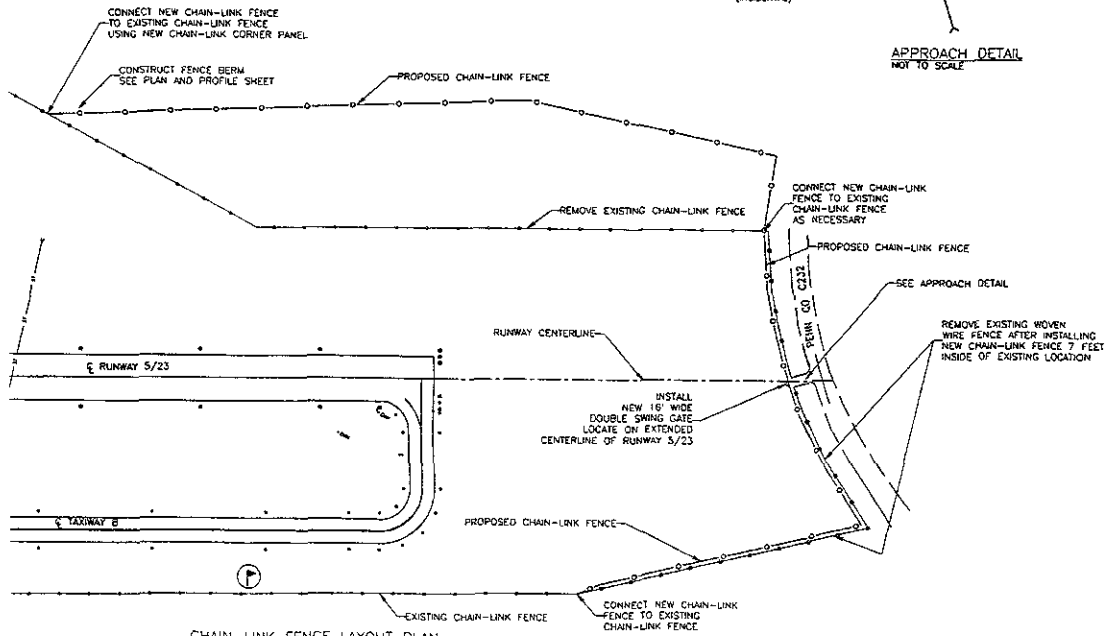 CONNECT NEW CHAIN-LINK FENCE
TO EXISTING CHAIN-LINK FENCE
USING NEW CHAIN-LINK CORNER PANEL
APPROACH DETAIL
NOT TO SCALE
CONSTRUCT FENCE BERM
SEE PLAN AND PROFILE SHEET
PROPOSED CHAIN-LINK FENCE
CONNECT NEW CHAIN-LINK
FENCE TO EXISTING
CHAIN-LINK FENCE
AS NECESSARY
REMOVE EXISTING CHAIN-LINK FENCE
PROPOSED CHAIN-LINK FENCE
PENN CO C232
SEE APPROACH DETAIL
REMOVE EXISTING WOVEN
WIRE FENCE AFTER INSTALLING
NEW CHAIN-LINK FENCE 7 FEET
INSIDE OF EXISTING LOCATION
RUNWAY CENTERLINE
℄ RUNWAY 5/23
INSTALL
NEW 16' WIDE
DOUBLE SWING GATE
LOCATE ON EXTENDED
CENTERLINE OF RUNWAY 5/23
℄ TAXIWAY B
PROPOSED CHAIN-LINK FENCE
EXISTING CHAIN-LINK FENCE
CONNECT NEW CHAIN-LINK
FENCE TO EXISTING
CHAIN-LINK FENCE
CHAIN-LINK FENCE LAYOUT PLAN